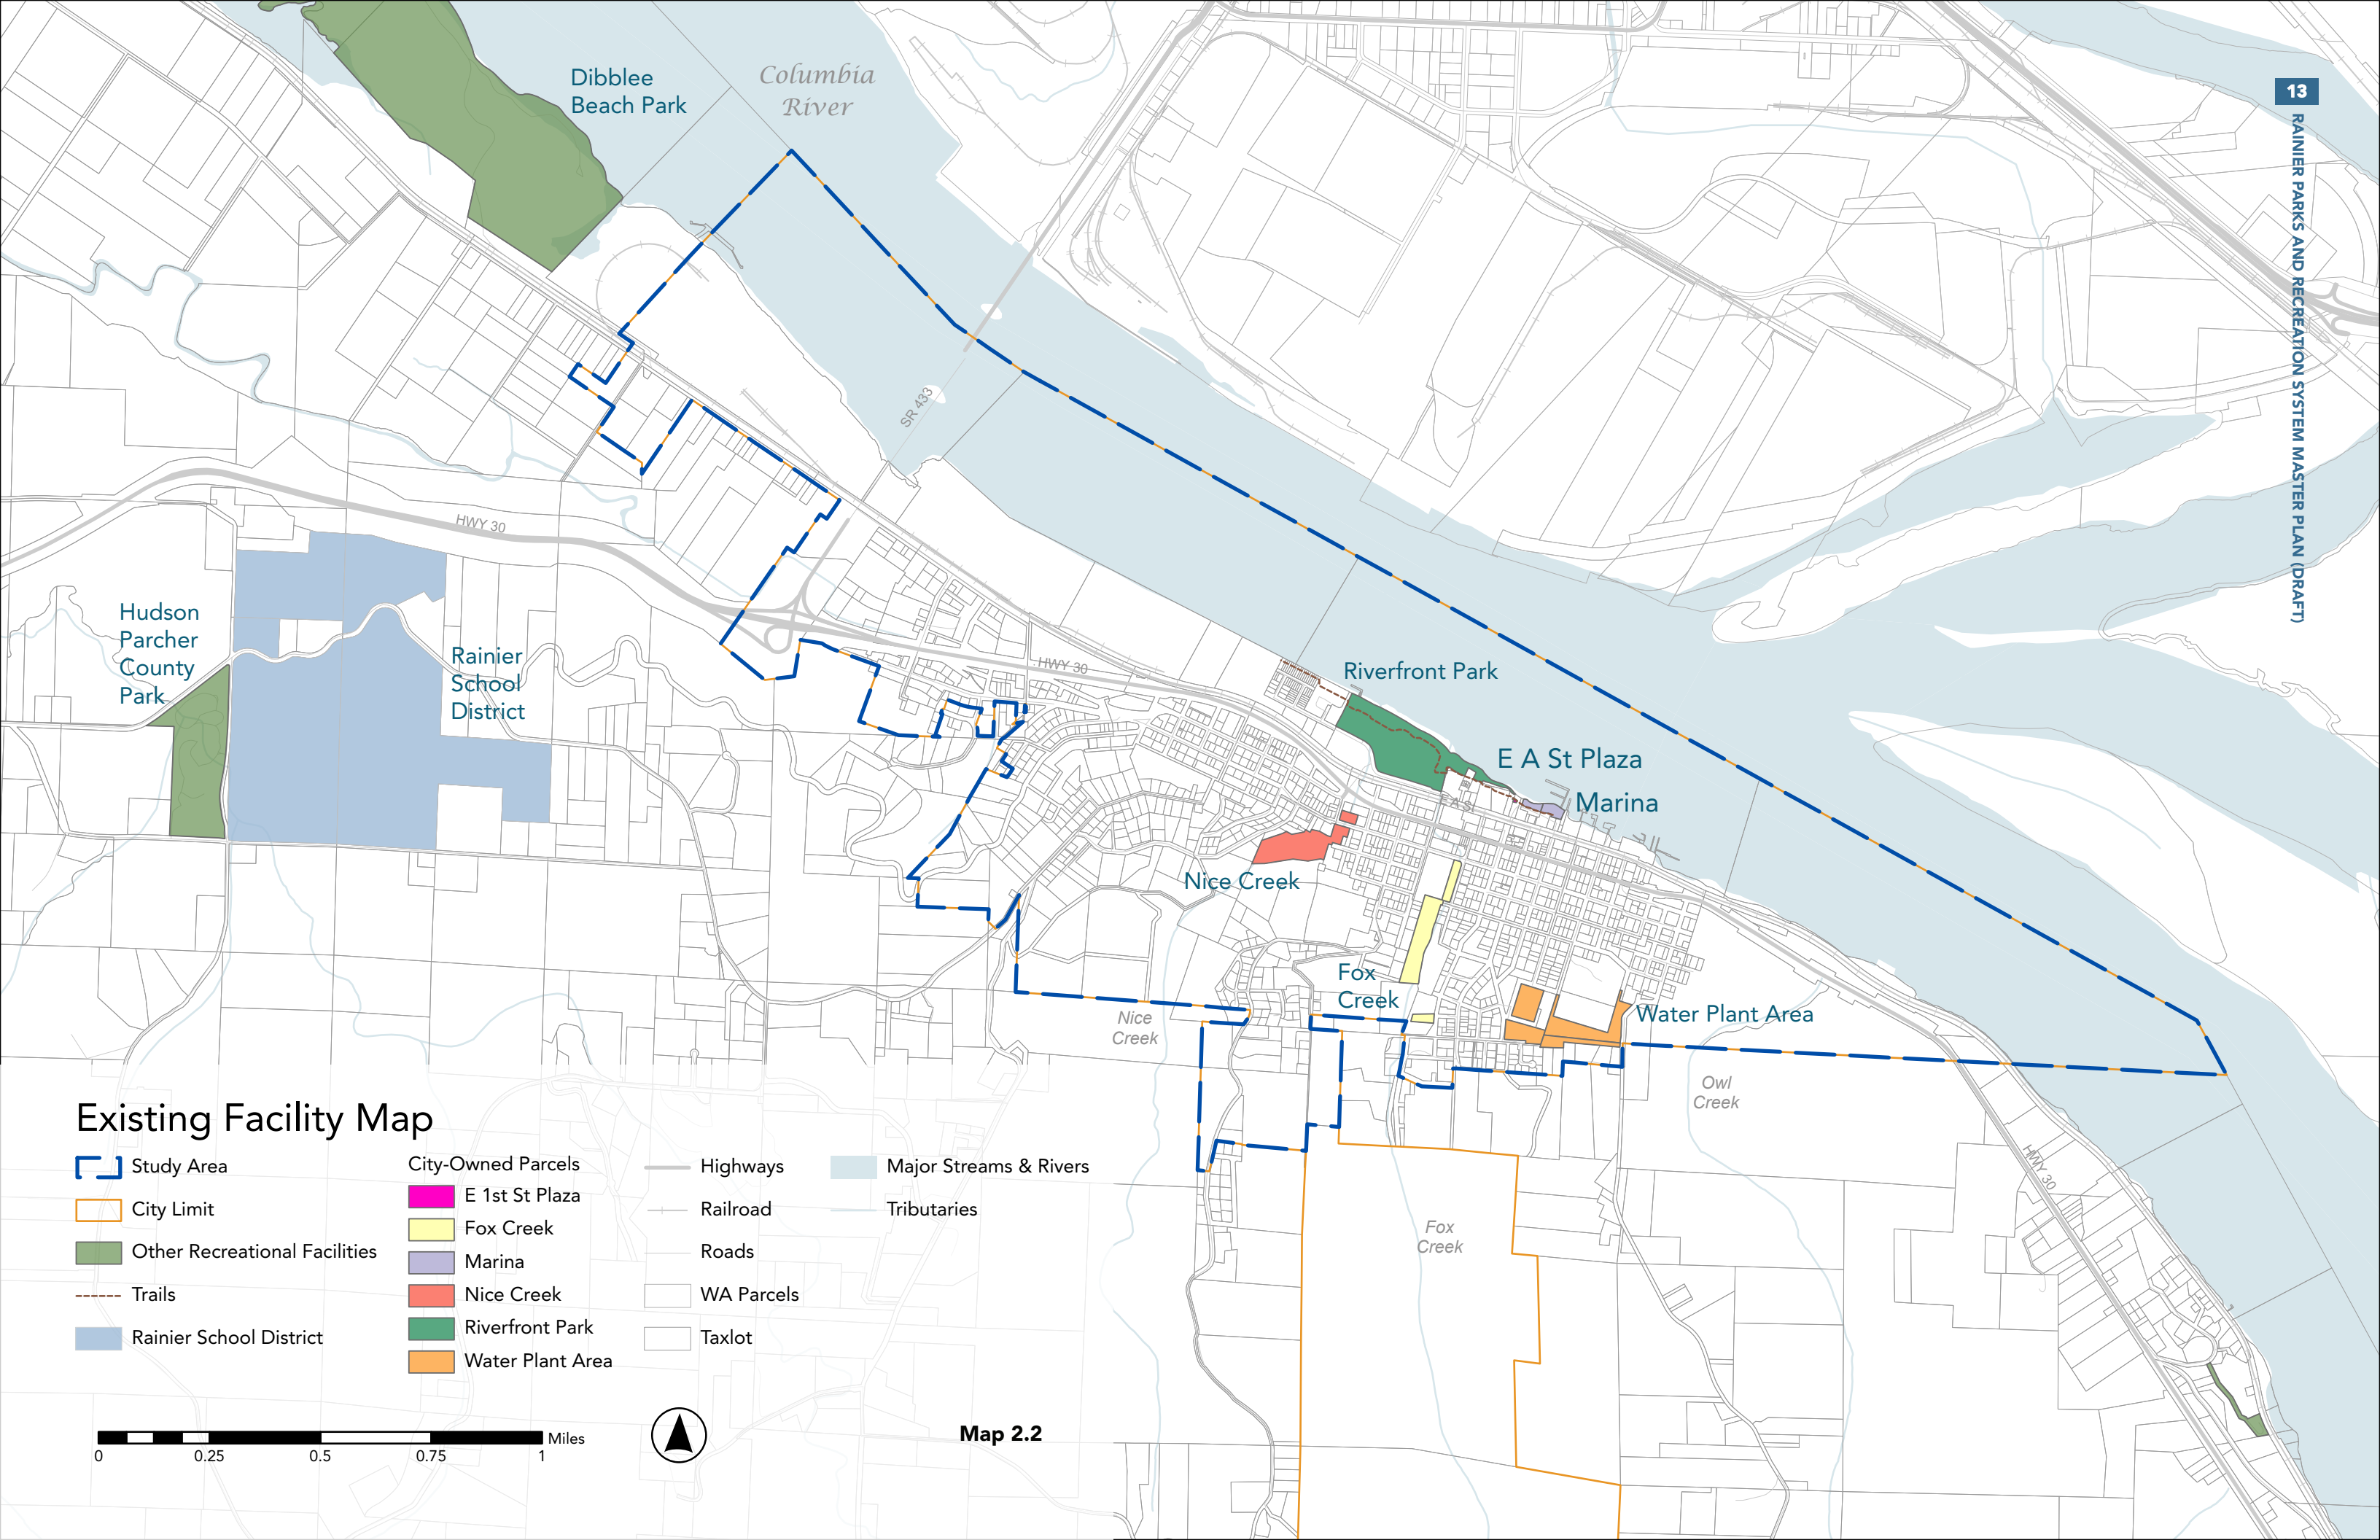 Dibblee
Beach Park
Columbia
River
13
RAINIER PARKS AND RECREATION SYSTEM MASTER PLAN (DRAFT)
SR 433
HWY 30
Hudson
Parcher
County
Park
Rainier
School
District
HWY 30
Riverfront Park
E A St Plaza
Marina
E A St
Nice Creek
Fox
Creek
Water Plant Area
Nice
Creek
Owl
Creek
HWY 30
Fox
Creek
Existing Facility Map
Study Area
City Limit
Other Recreational Facilities
Trails
Rainier School District
City-Owned Parcels
E 1st St Plaza
Fox Creek
Marina
Nice Creek
Riverfront Park
Water Plant Area
Highways
Railroad
Roads
WA Parcels
Taxlot
Major Streams & Rivers
Tributaries
0 0.25 0.5 0.75 1 Miles
Map 2.2